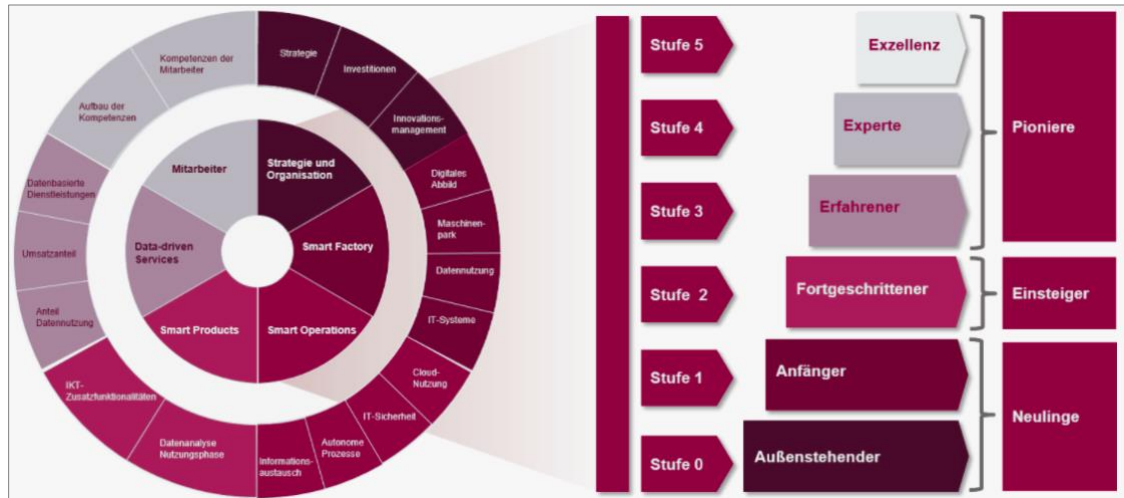 Kompetenzen der
Mitarbeiter
Strategie
Investitionen
Innovations-
management
Aufbau der
Kompetenzen
Datenbasierte
Dienstleistungen
Umsatzanteil
Anteil
Datennutzung
IKT-
Zusatzfunktionalitäten
Datenanalyse
Nutzungsphase
Informations-
austausch
Autonome
Prozesse
IT-Sicherheit
Cloud-
Nutzung
IT-Systeme
Datennutzung
Maschinen-
park
Digitales
Abbild
Mitarbeiter
Strategie und
Organisation
Smart Factory
Smart Operations
Smart Products
Data-driven
Services
Stufe 5
Exzellenz
Stufe 4
Experte
Pioniere
Stufe 3
Erfahrener
Stufe 2
Fortgeschrittener
Einsteiger
Stufe 1
Anfänger
Neulinge
Stufe 0
Außenstehender